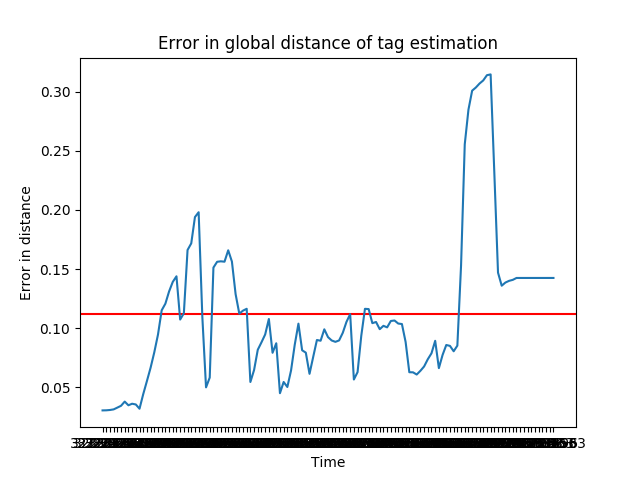 Error in global distance of tag estimation
Error in distance
0.30
0.25
0.20
0.15
0.10
0.05
Time